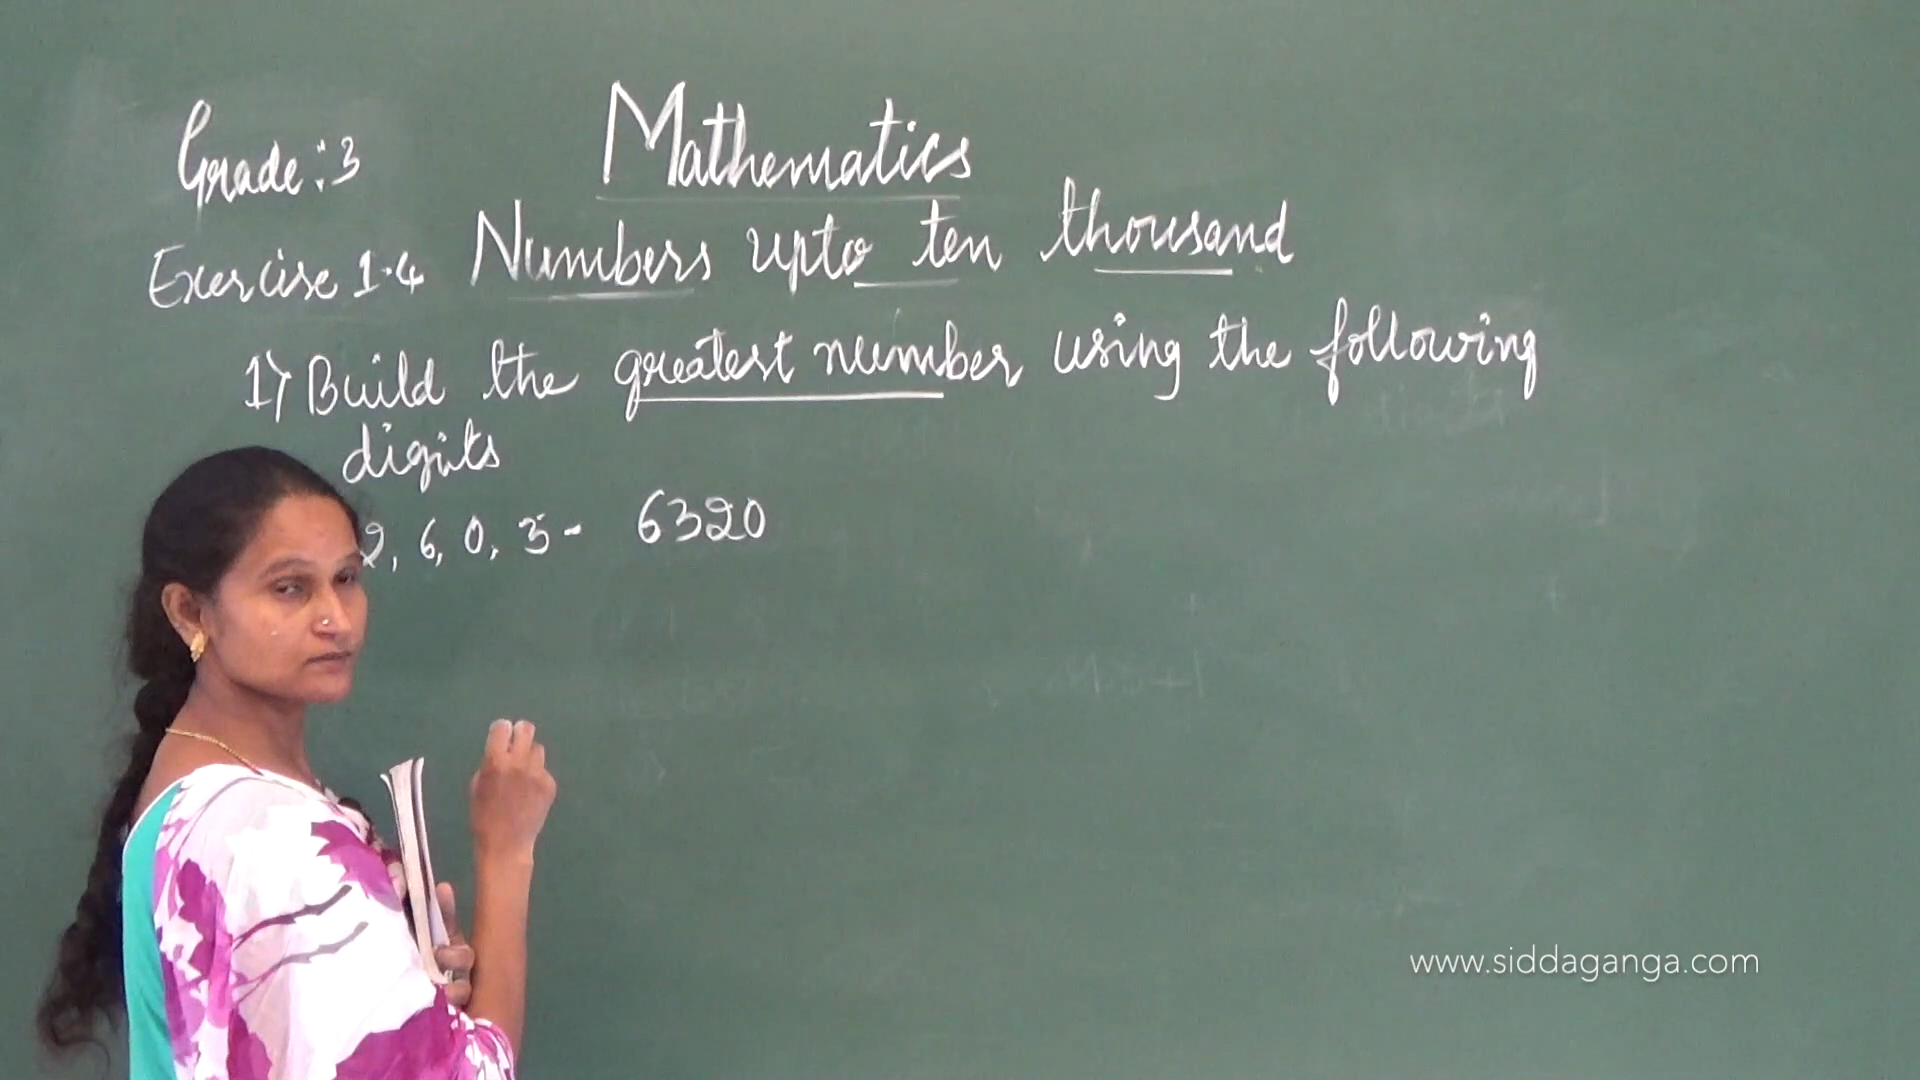 Grade : 3
Mathematics
Exercise 1.4 Numbers upto ten thousand
1) Build the greatest number using the following
digits
2, 6, 0, 3 - 6320
www.siddaganga.com